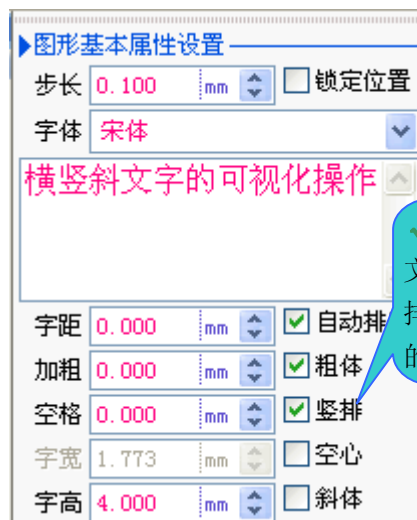 图形基本属性设置
步长 0.100 mm 锁定位置
字体 宋体
横竖斜文字的可视化操作
文
字距 0.000 mm 自动排
加粗 0.000 mm 粗体
的
空格 0.000 mm 竖排
字宽 1.773 mm 空心
字高 4.000 mm 斜体